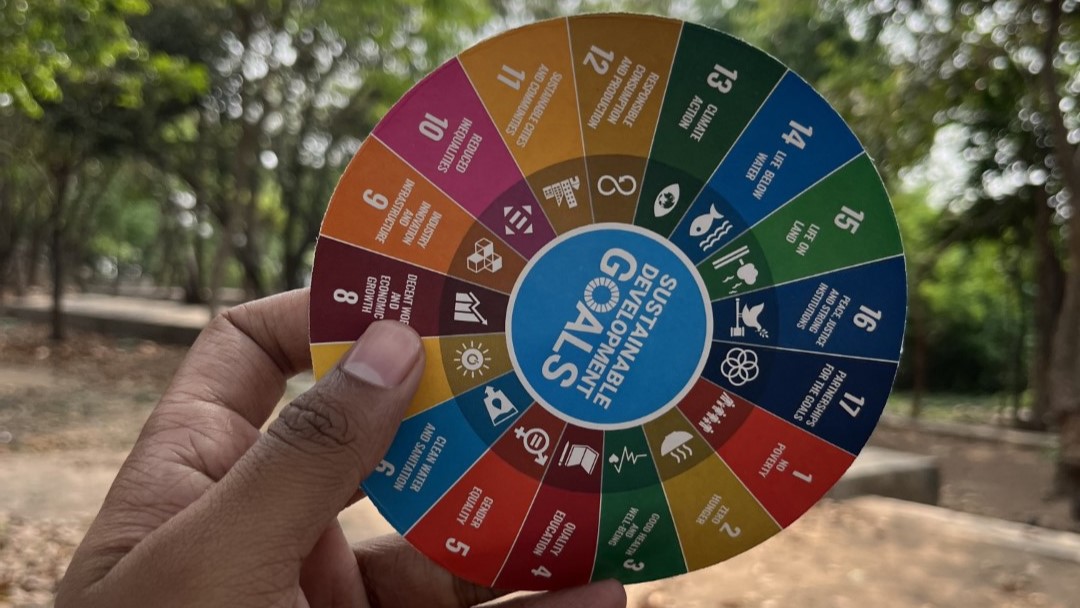 SUSTAINABLE
DEVELOPMENT
GOALS
1
NO
POVERTY
2
ZERO
HUNGER
3
GOOD HEALTH
AND
WELL-BEING
4
QUALITY
EDUCATION
5
GENDER
EQUALITY
6
CLEAN WATER
AND SANITATION
8
DECENT WOR
AND
ECONOMIC
GROWTH
9
INDUSTRY
INNOVATION
AND
INFRASTRUCTURE
10
REDUCED
INEQUALITIES
11
SUSTAINABLE CITIES
AND COMMUNITIES
12
RESPONSIBLE
CONSUMPTION
AND PRODUCTION
13
CLIMATE
ACTION
14
LIFE BELOW
WATER
15
LIFE ON
LAND
16
PEACE, JUSTICE
AND STRONG
INSTITUTIONS
17
PARTNERSHIPS
FOR THE GOALS